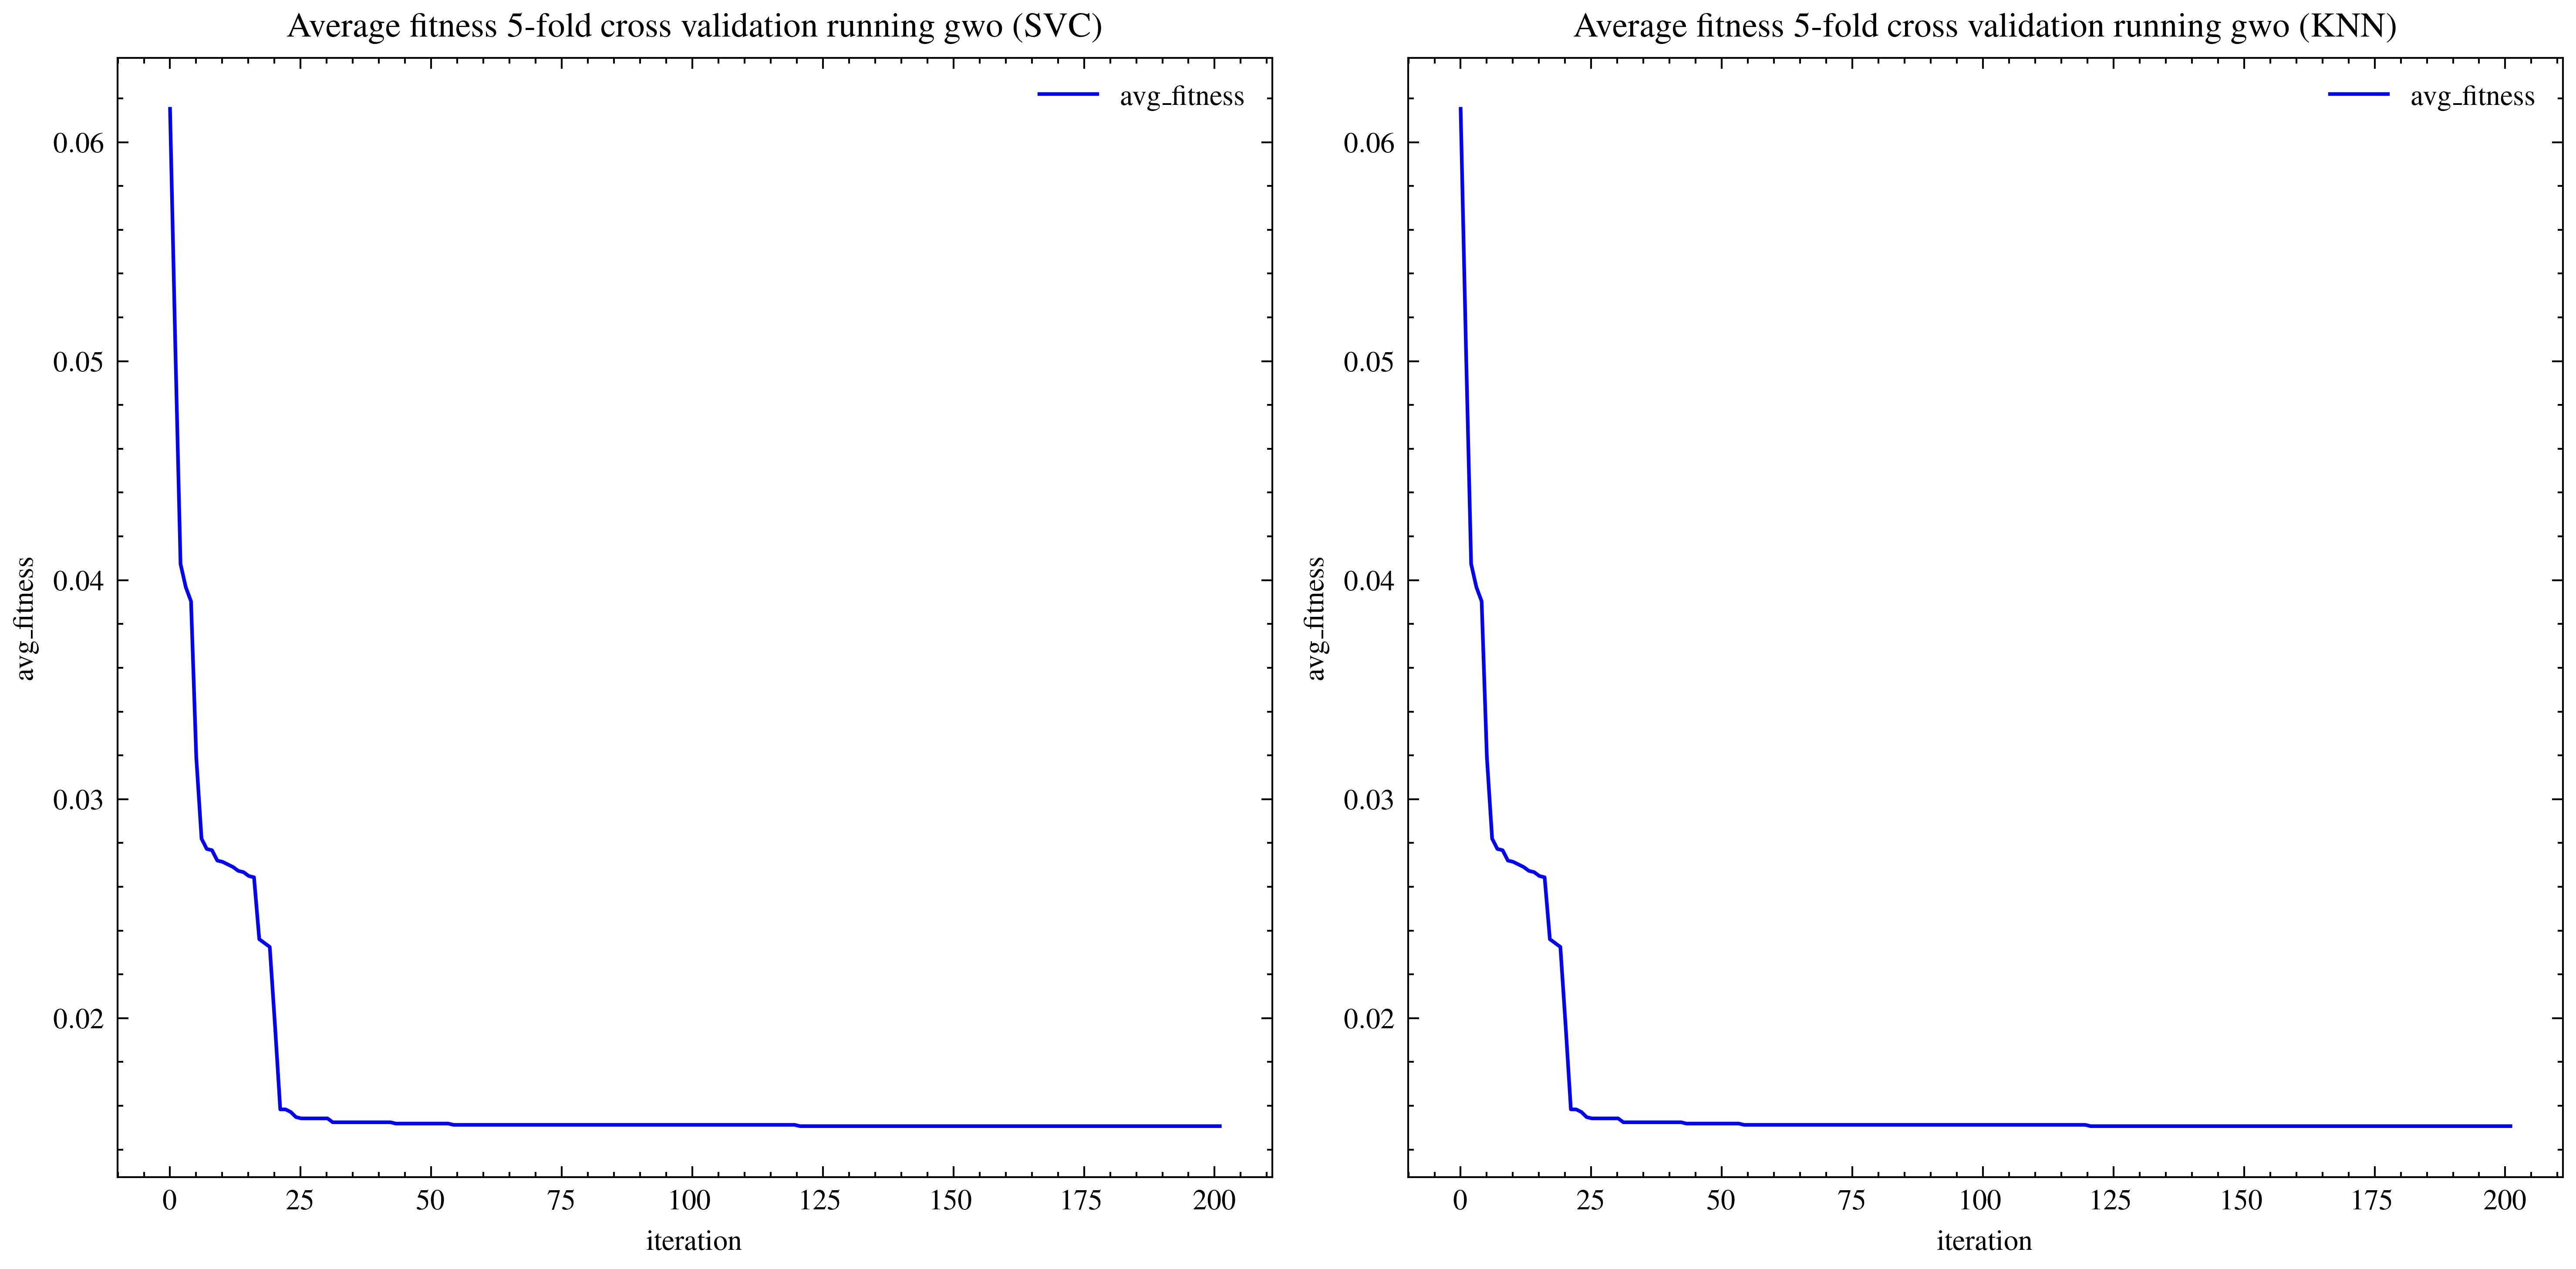 Average fitness 5-fold cross validation running gwo (SVC)
avg_fitness
0.06
0.05
0.04
0.03
0.02
avg_fitness
0 25 50 75 100 125 150 175 200
iteration
Average fitness 5-fold cross validation running gwo (KNN)
avg_fitness
0.06
0.05
0.04
0.03
0.02
avg_fitness
0 25 50 75 100 125 150 175 200
iteration